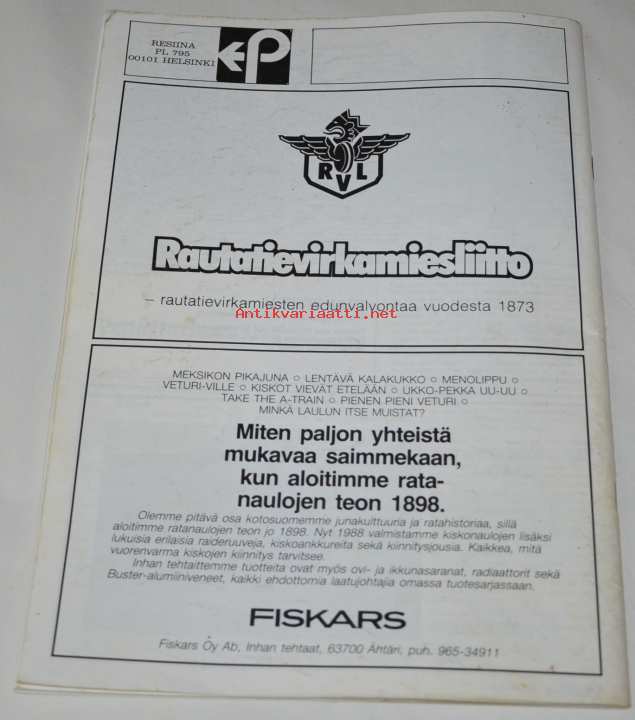 RESIINA
PL 795
00101 HELSINKI
EP
RVL
Rautatievirkamiesliitto
– rautatievirkamiesten edunvalvontaa vuodesta 1873
Antikvariaatti.net
MEKSIKON PIKAJUNA ○ LENTÄVÄ KALAKUKKO ○ MENOLIPPU ○
VETURI-VILLE ○ KISKOT VIEVÄT ETELÄÄN ○ UKKO-PEKKA UU-UU ○
TAKE THE A-TRAIN ○ PIENEN PIENI VETURI ○
MINKÄ LAULUN ITSE MUISTAT?
Miten paljon yhteistä
mukavaa saimmekaan,
kun aloitimme rata-
naulojen teon 1898.
Olemme pitävä osa kotosuomemme junakulttuuria ja ratahistoriaa, sillä
aloitimme ratanaulojen teon jo 1898. Nyt 1988 valmistamme kiskonaulojen lisäksi
lukuisia erilaisia raideruuveja, kiskoankkureita sekä kiinnitysjousia. Kaikkea, mitä
vuorenvarma kiskojen kiinnitys tarvitsee.
Inhan tehtaittemme tuotteita ovat myös ovi- ja ikkunasaranat, radiaattorit sekä
Buster-alumiiniveneet, kaikki ehdottomia laatujohtajia omassa tuotesarjassaan.
FISKARS
Fiskars Oy Ab, Inhan tehtaat, 63700 Ähtäri, puh. 965-34911